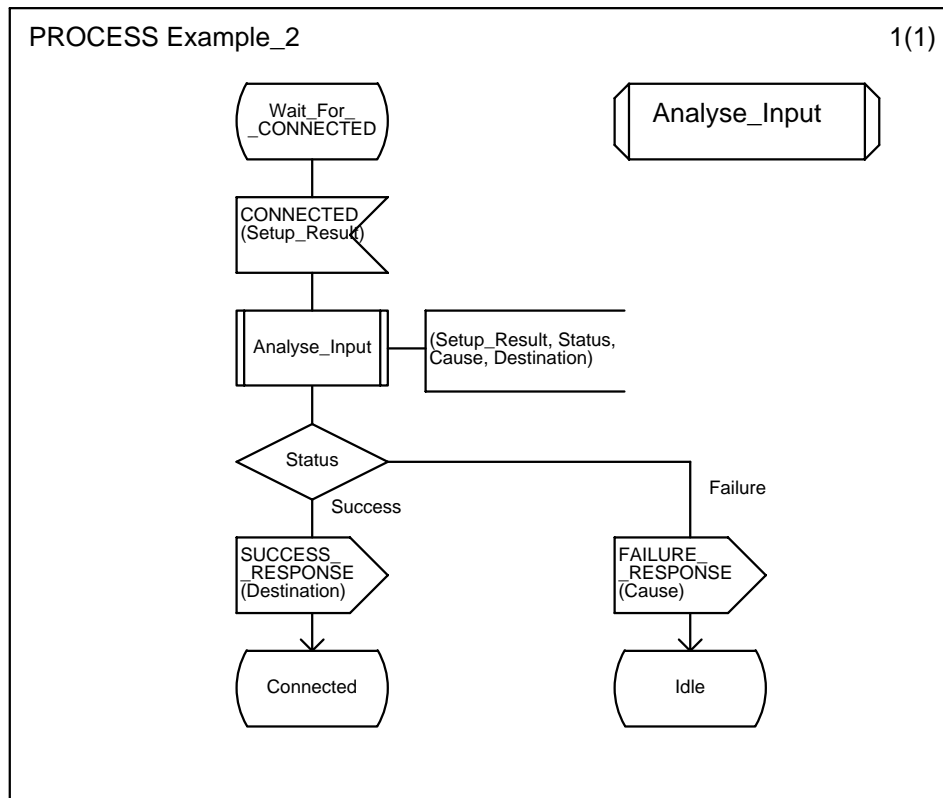 PROCESS Example_2
1(1)
Wait_For_
_CONNECTED
Analyse_Input
CONNECTED
(Setup_Result)
Analyse_Input
(Setup_Result, Status,
Cause, Destination)
Status
Success
Failure
SUCCESS_
_RESPONSE
(Destination)
FAILURE_
_RESPONSE
(Cause)
Connected
Idle